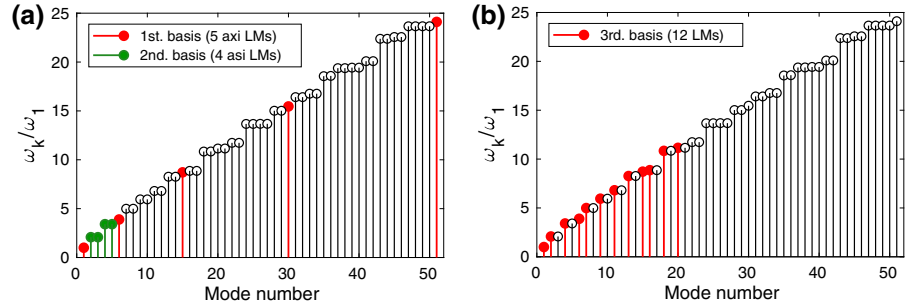 (a)
25
20
15
10
5
0
ω_k/ω_1
1st. basis (5 axi LMs)
2nd. basis (4 asi LMs)
0 10 20 30 40 50
Mode number
(b)
25
20
15
10
5
0
ω_k/ω_1
3rd. basis (12 LMs)
0 10 20 30 40 50
Mode number